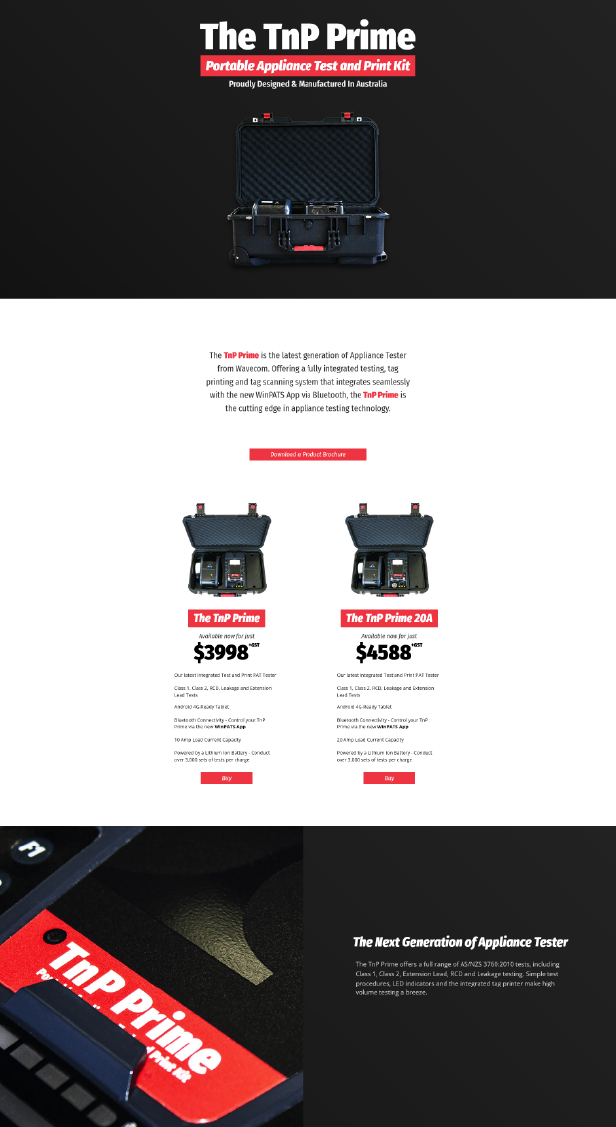 The TnP Prime
Portable Appliance Test and Print Kit
Proudly Designed & Manufactured In Australia
The TnP Prime is the latest generation of Appliance Tester
from Wavecom. Offering a fully integrated testing, tag
printing and tag scanning system that integrates seamlessly
with the new WinPATS App via Bluetooth, the TnP Prime is
the cutting edge in appliance testing technology.
Download a Product Brochure
The TnP Prime
Available now for just
$3998+GST
Our latest Integrated Test and Print PAT Tester
Class 1, Class 2, RCD, Leakage and Extension
Lead Tests
Android 4G Ready Tablet
Bluetooth Connectivity - Control your TnP
Prime via the new WinPATS App
10 Amp Load Current Capacity
Powered by a Lithium Ion Battery - Conduct
over 3,000 sets of tests per charge
Buy
The TnP Prime 20A
Available now for just
$4588+GST
Our latest Integrated Test and Print PAT Tester
Class 1, Class 2, RCD, Leakage and Extension
Lead Tests
Android 4G Ready Tablet
Bluetooth Connectivity - Control your TnP
Prime via the new WinPATS App
20 Amp Load Current Capacity
Powered by a Lithium Ion Battery - Conduct
over 3,000 sets of tests per charge
Buy
F1
TnP Prime
Print Kit
The Next Generation of Appliance Tester
The TnP Prime offers a full range of AS/NZS 3760:2010 tests, including
Class 1, Class 2, Extension Lead, RCD and Leakage testing. Simple test
procedures, LED indicators and the integrated tag printer make high
volume testing a breeze.